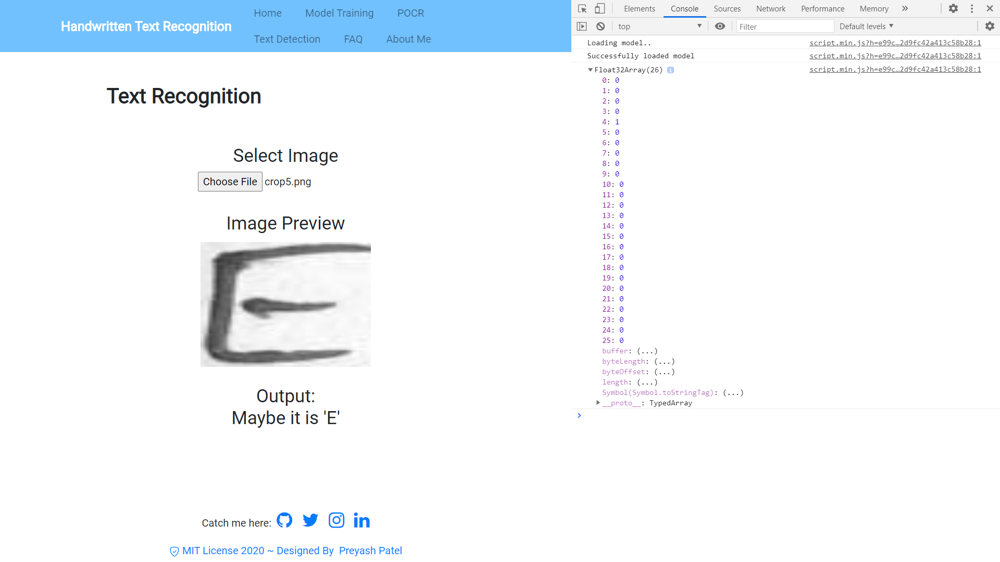 Handwritten Text Recognition
Home Model Training POCR
Text Detection FAQ About Me
Text Recognition
Select Image
Choose File crop5.png
Image Preview
E
Output:
Maybe it is 'E'
Catch me here:
MIT License 2020 ~ Designed By Preyash Patel
Elements Console Sources Network Performance Memory »
top ▼ Filter Default levels ▼
Loading model.. script.min.js?h=e99c…2d9fc42a413c58b28:1
Successfully loaded model script.min.js?h=e99c…2d9fc42a413c58b28:1
Float32Array(26) i script.min.js?h=e99c…2d9fc42a413c58b28:1
0: 0
1: 0
2: 0
3: 0
4: 1
5: 0
6: 0
7: 0
8: 0
9: 0
10: 0
11: 0
12: 0
13: 0
14: 0
15: 0
16: 0
17: 0
18: 0
19: 0
20: 0
21: 0
22: 0
23: 0
24: 0
25: 0
buffer: (...)
byteLength: (...)
byteOffset: (...)
length: (...)
Symbol(Symbol.toStringTag): (...)
__proto__: TypedArray